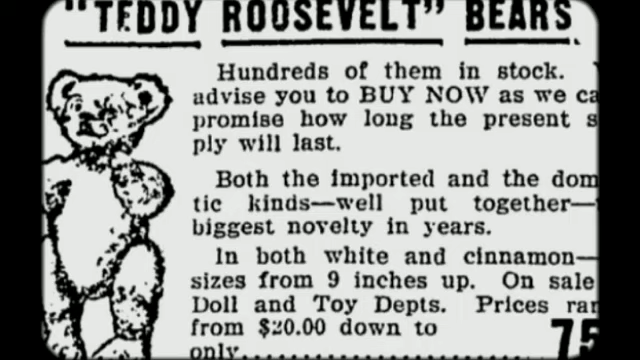 "TEDDY ROOSEVELT" BEARS
Hundreds of them in stock.
advise you to BUY NOW as we ca
promise how long the present s
ply will last.
Both the imported and the dom
tic kinds—well put together—
biggest novelty in years.
In both white and cinnamon—
sizes from 9 inches up. On sale
Doll and Toy Depts. Prices ran
from $20.00 down to 75
only